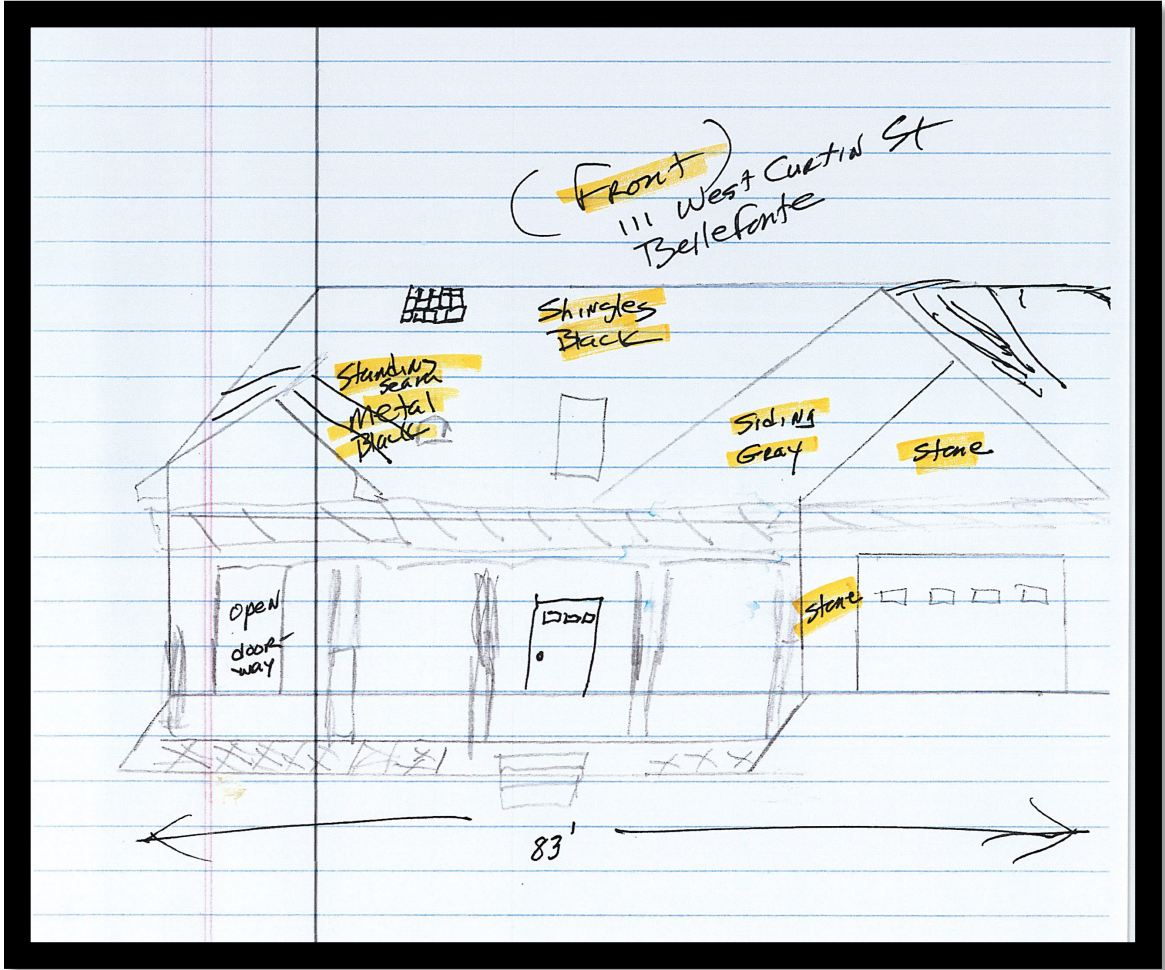 (Front)
111 West Curtin St
Bellefonte
Shingles
Black
Standing
seam
Metal
Black
Siding
Gray
Stone
Stone
open
door-
way
83'